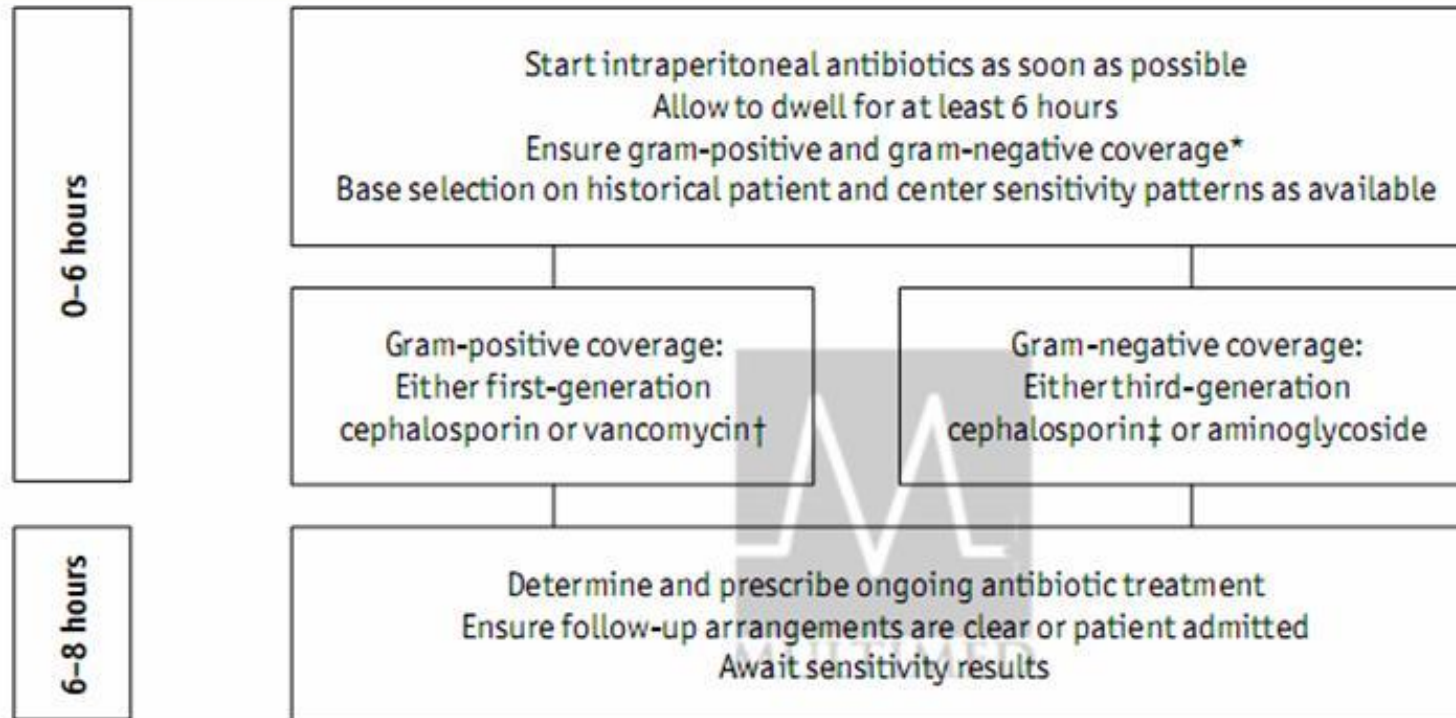 0–6 hours
Start intraperitoneal antibiotics as soon as possible
Allow to dwell for at least 6 hours
Ensure gram-positive and gram-negative coverage*
Base selection on historical patient and center sensitivity patterns as available
Gram-positive coverage:
Either first-generation
cephalosporin or vancomycin†
Gram-negative coverage:
Either third-generation
cephalosporin‡ or aminoglycoside
6–8 hours
Determine and prescribe ongoing antibiotic treatment
Ensure follow-up arrangements are clear or patient admitted
Await sensitivity results
MULTIMED